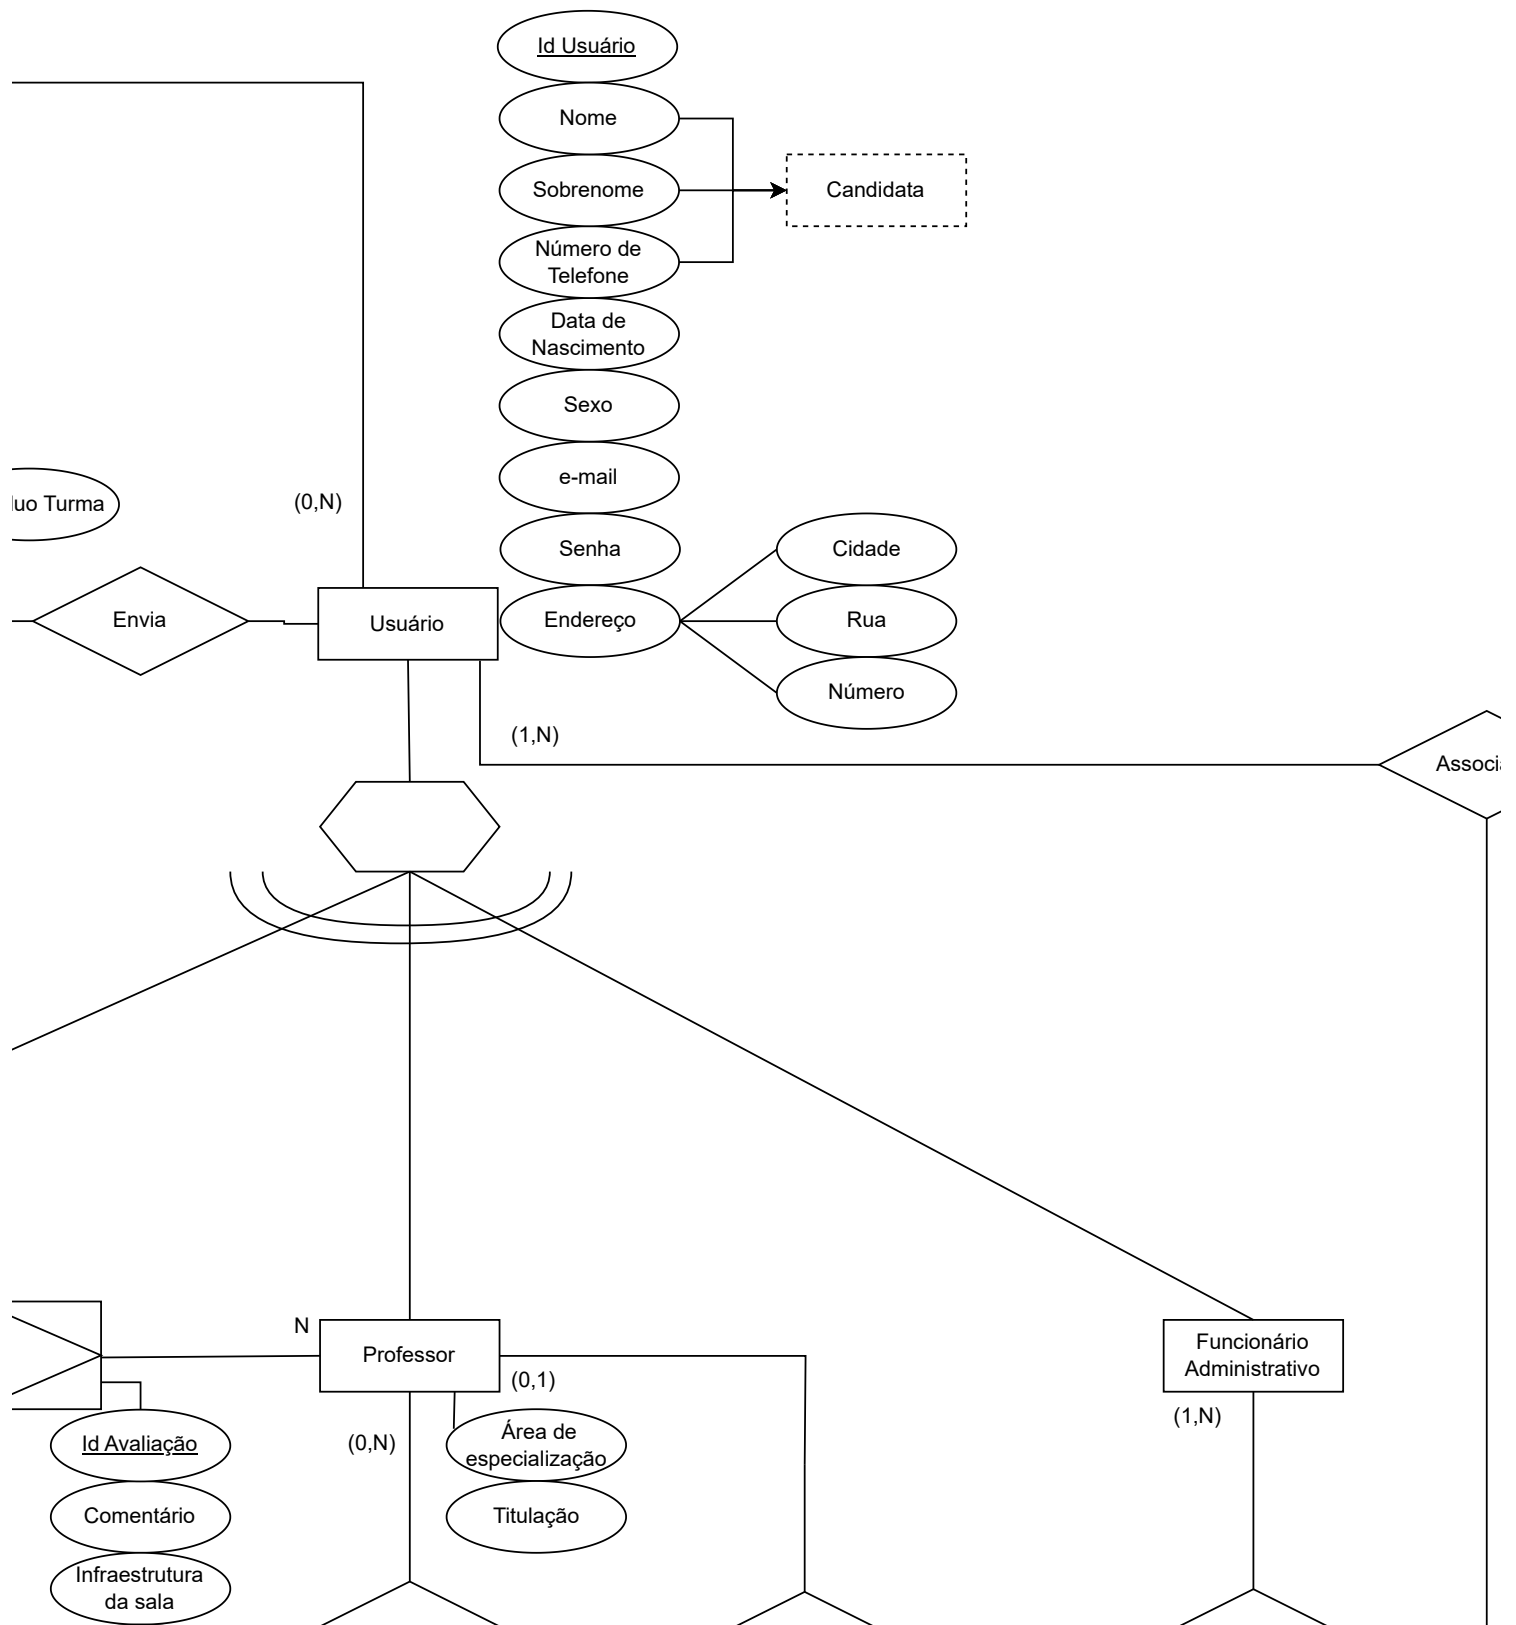 Id Usuário
Nome
Sobrenome
Candidata
Número de
Telefone
Data de
Nascimento
Sexo
e-mail
(0,N)
Turma
Senha
Cidade
Envia
Usuário
Endereço
Rua
Número
(1,N)
N
Professor
(0,1)
Funcionário
Administrativo
(1,N)
(0,N)
Id Avaliação
Área de
especialização
Comentário
Titulação
Infraestrutura
da sala